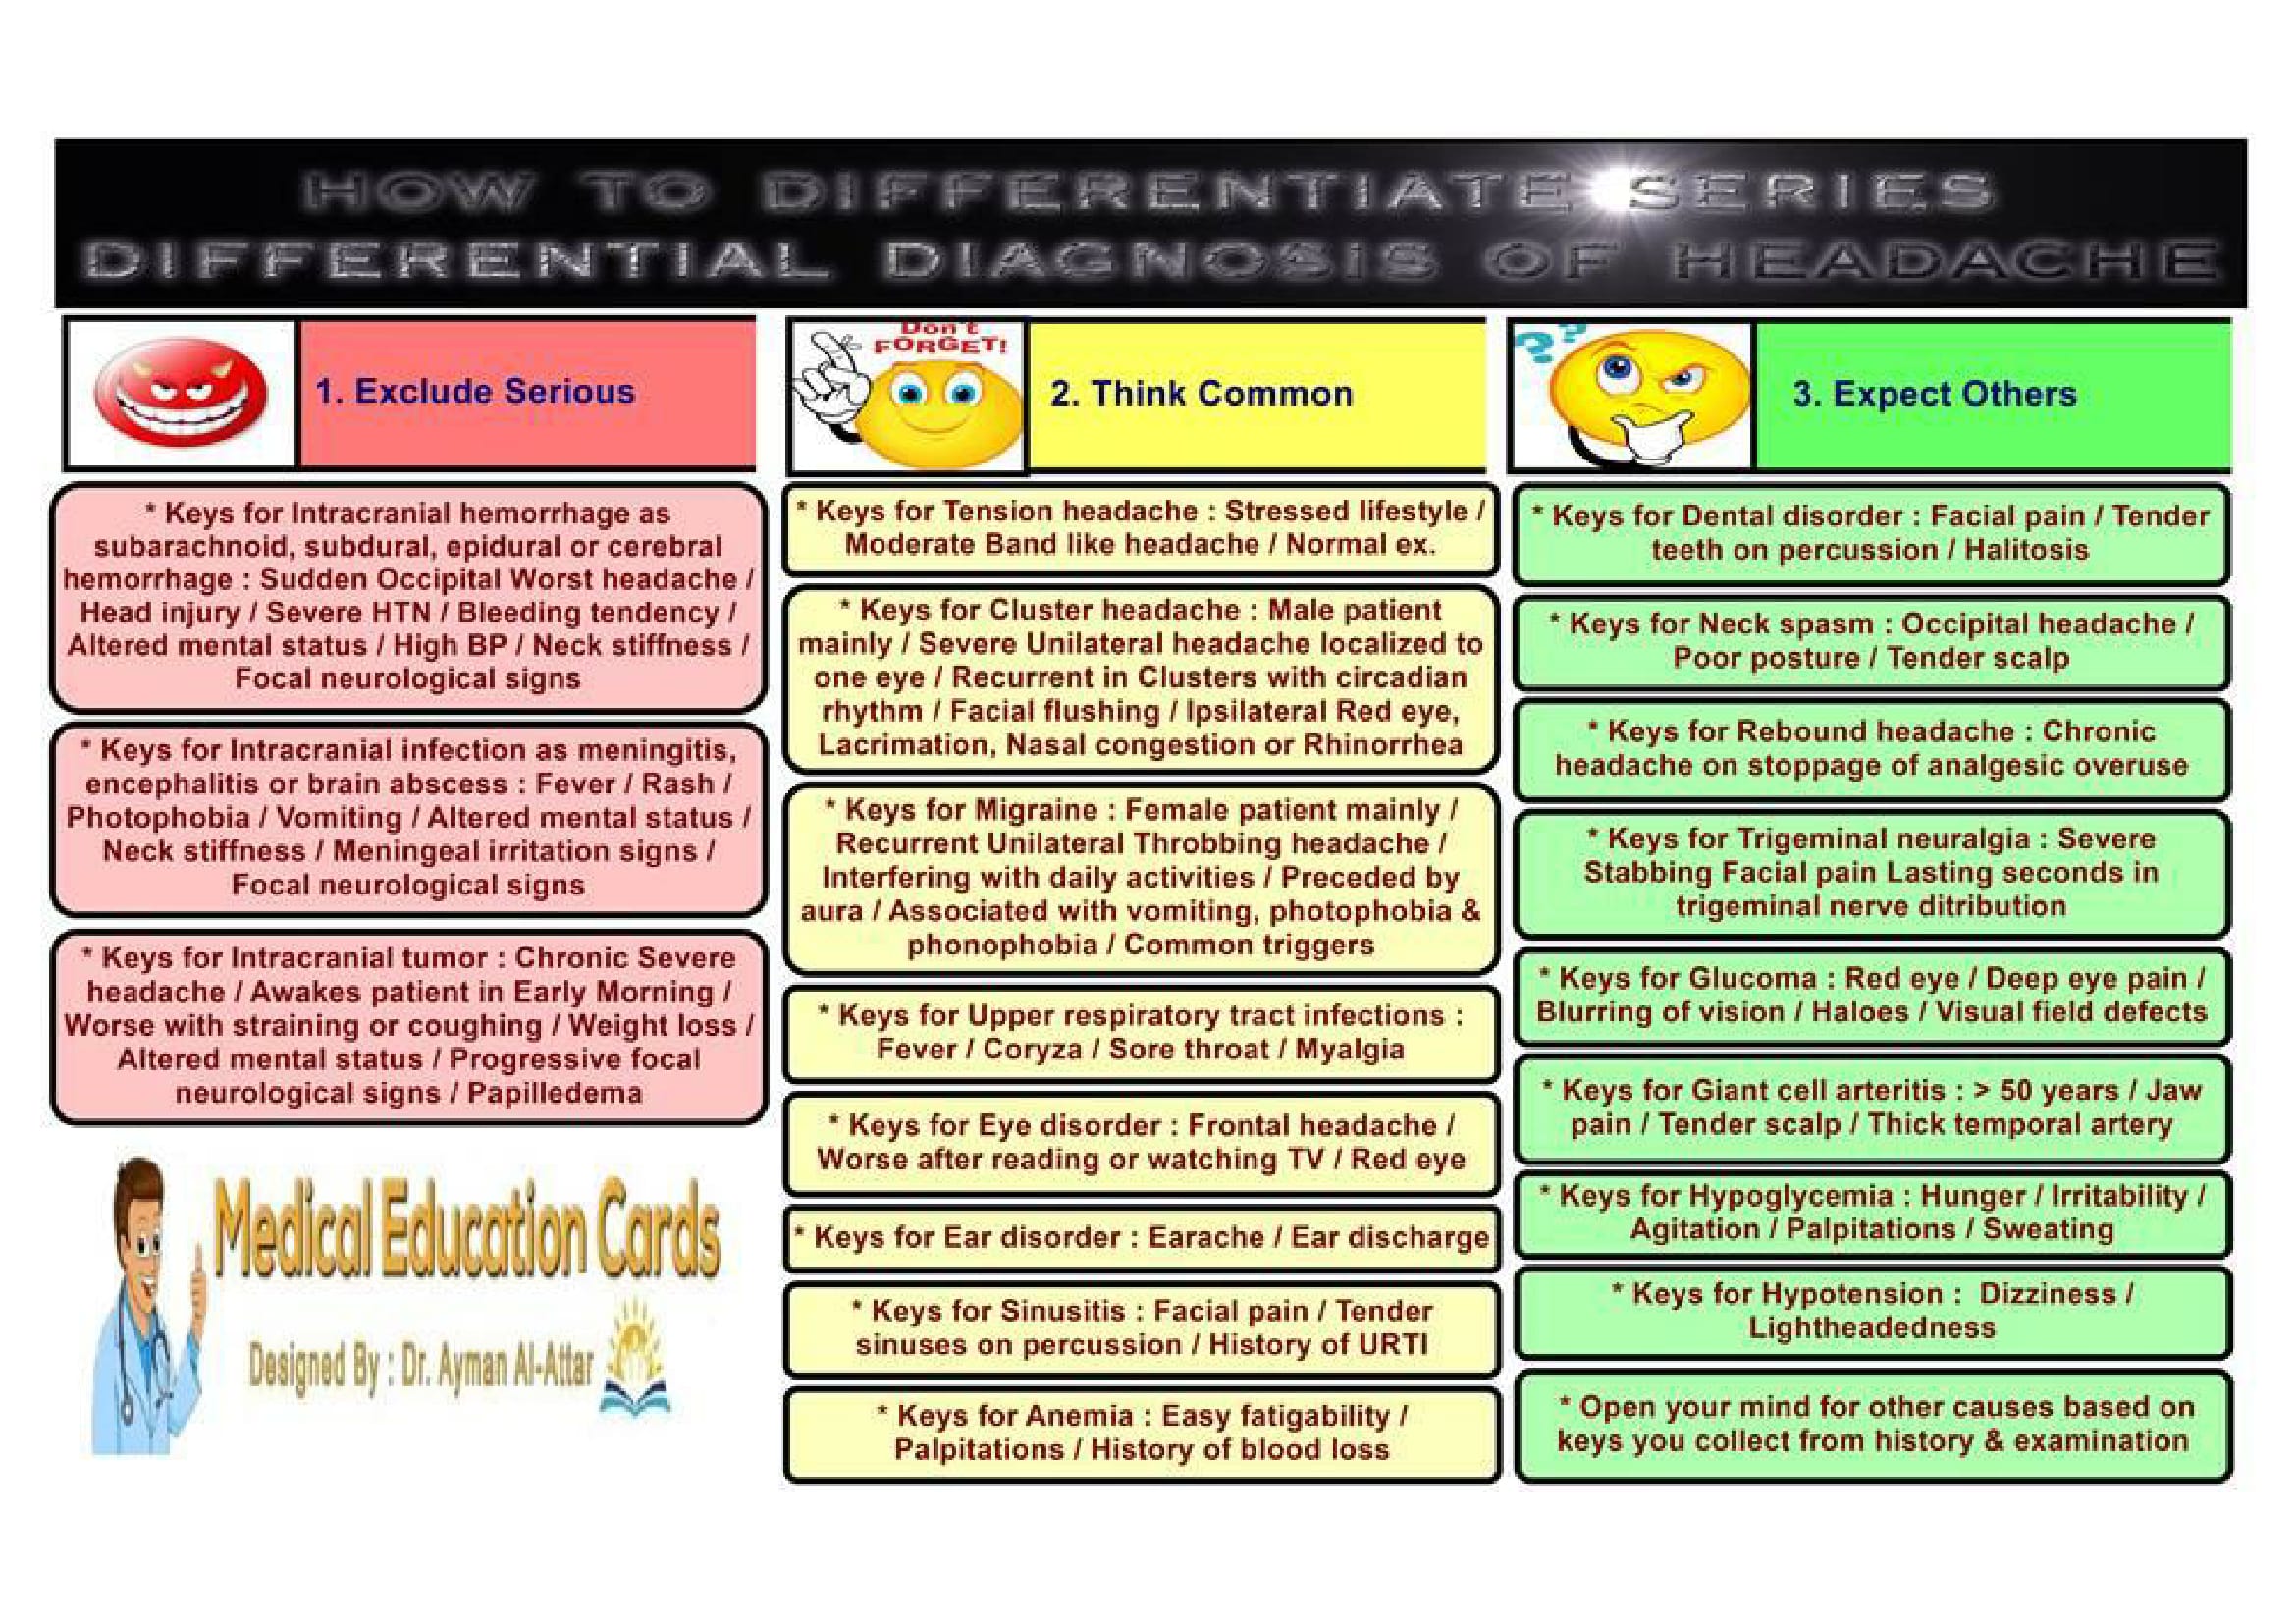 HOW TO DIFFERENTIATE SERIES
DIFFERENTIAL DIAGNOSIS OF HEADACHE
1. Exclude Serious
* Keys for Intracranial hemorrhage as
subarachnoid, subdural, epidural or cerebral
hemorrhage : Sudden Occipital Worst headache /
Head injury / Severe HTN / Bleeding tendency /
Altered mental status / High BP / Neck stiffness /
Focal neurological signs
* Keys for Intracranial infection as meningitis,
encephalitis or brain abscess : Fever / Rash /
Photophobia / Vomiting / Altered mental status /
Neck stiffness / Meningeal irritation signs /
Focal neurological signs
* Keys for Intracranial tumor : Chronic Severe
headache / Awakes patient in Early Morning /
Worse with straining or coughing / Weight loss /
Altered mental status / Progressive focal
neurological signs / Papilledema
Medical Education Cards
Designed By : Dr. Ayman Al-Attar
Don't
FORGET!
2. Think Common
* Keys for Tension headache : Stressed lifestyle /
Moderate Band like headache / Normal ex.
* Keys for Cluster headache : Male patient
mainly / Severe Unilateral headache localized to
one eye / Recurrent in Clusters with circadian
rhythm / Facial flushing / Ipsilateral Red eye,
Lacrimation, Nasal congestion or Rhinorrhea
* Keys for Migraine : Female patient mainly /
Recurrent Unilateral Throbbing headache /
Interfering with daily activities / Preceded by
aura / Associated with vomiting, photophobia &
phonophobia / Common triggers
* Keys for Upper respiratory tract infections :
Fever / Coryza / Sore throat / Myalgia
* Keys for Eye disorder : Frontal headache /
Worse after reading or watching TV / Red eye
* Keys for Ear disorder : Earache / Ear discharge
* Keys for Sinusitis : Facial pain / Tender
sinuses on percussion / History of URTI
* Keys for Anemia : Easy fatigability /
Palpitations / History of blood loss
? ?
3. Expect Others
* Keys for Dental disorder : Facial pain / Tender
teeth on percussion / Halitosis
* Keys for Neck spasm : Occipital headache /
Poor posture / Tender scalp
* Keys for Rebound headache : Chronic
headache on stoppage of analgesic overuse
* Keys for Trigeminal neuralgia : Severe
Stabbing Facial pain Lasting seconds in
trigeminal nerve ditribution
* Keys for Glucoma : Red eye / Deep eye pain /
Blurring of vision / Haloes / Visual field defects
* Keys for Giant cell arteritis : > 50 years / Jaw
pain / Tender scalp / Thick temporal artery
* Keys for Hypoglycemia : Hunger / Irritability /
Agitation / Palpitations / Sweating
* Keys for Hypotension : Dizziness /
Lightheadedness
* Open your mind for other causes based on
keys you collect from history & examination